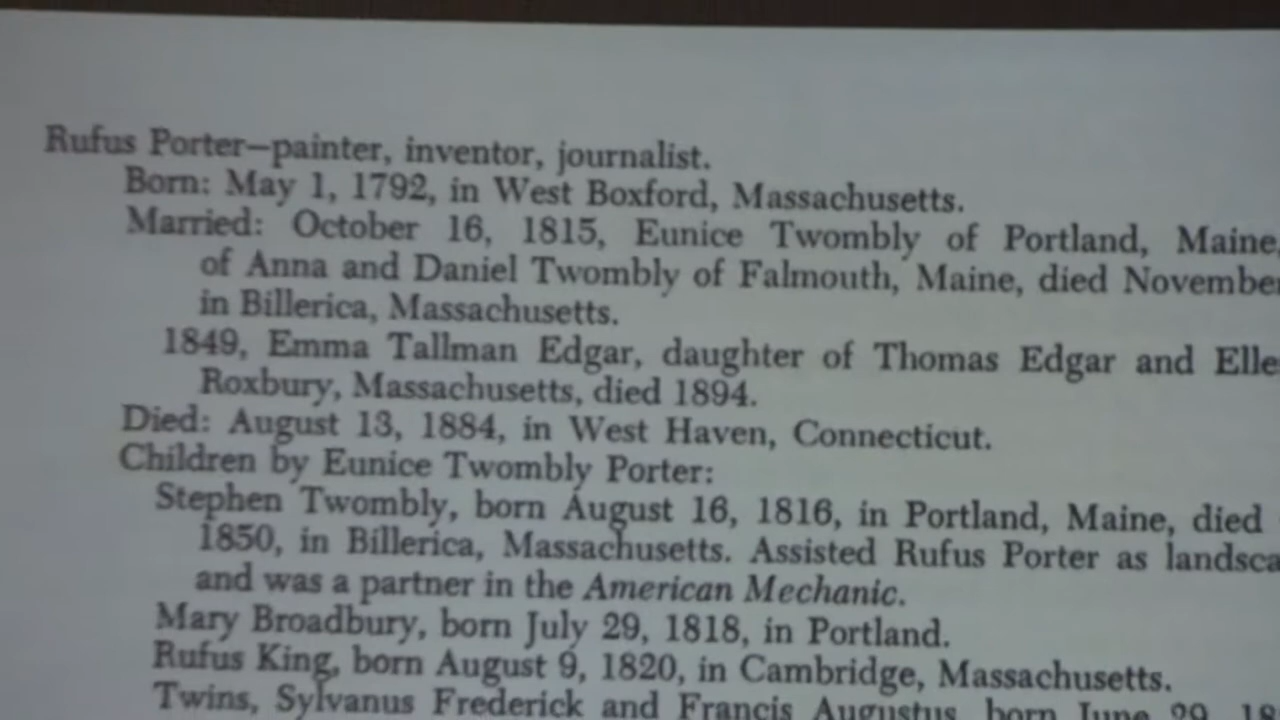 Rufus Porter—painter, inventor, journalist.
Born: May 1, 1792, in West Boxford, Massachusetts.
Married: October 16, 1815, Eunice Twombly of Portland, Maine,
of Anna and Daniel Twombly of Falmouth, Maine, died November
in Billerica, Massachusetts.
1849, Emma Tallman Edgar, daughter of Thomas Edgar and Elle
Roxbury, Massachusetts, died 1894.
Died: August 13, 1884, in West Haven, Connecticut.
Children by Eunice Twombly Porter:
Stephen Twombly, born August 16, 1816, in Portland, Maine, died
1850, in Billerica, Massachusetts. Assisted Rufus Porter as landsca
and was a partner in the American Mechanic.
Mary Broadbury, born July 29, 1818, in Portland.
Rufus King, born August 9, 1820, in Cambridge, Massachusetts.
Twins, Sylvanus Frederick and Francis Augustus, born June 29, 18